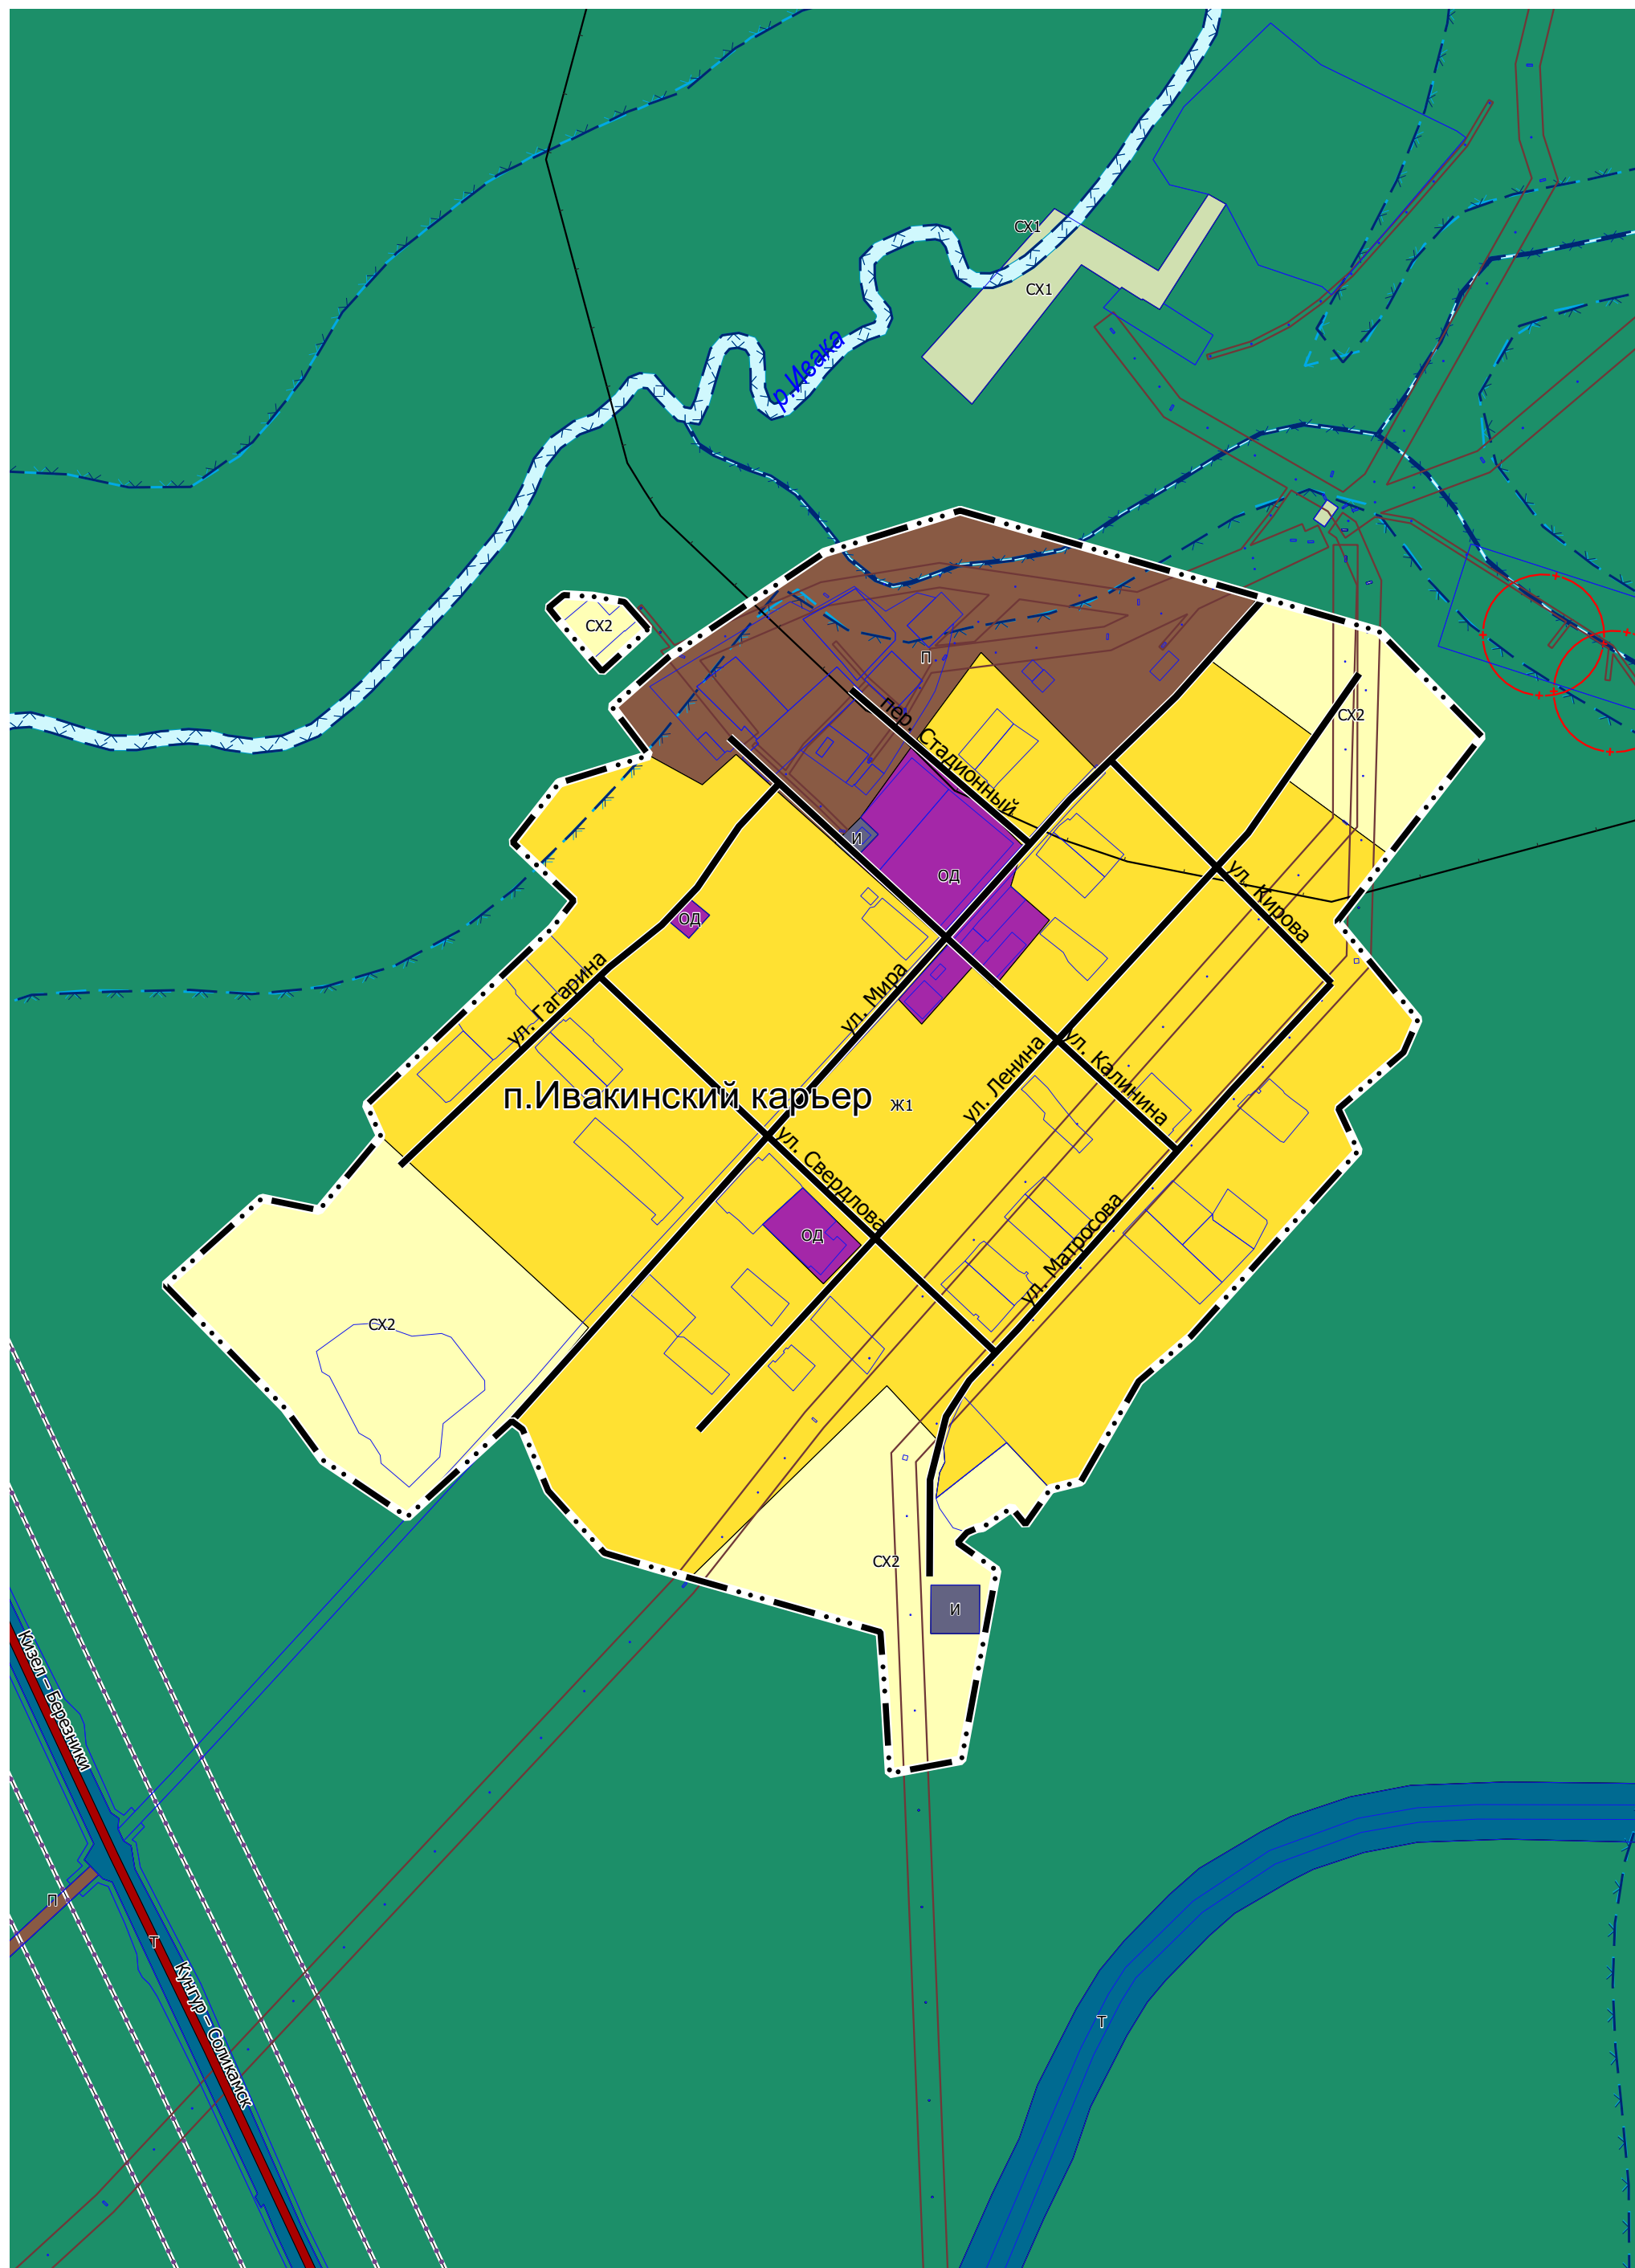 СХ1
СХ1
р.Ивака
СХ2
П
пер. Стадионный
СХ2
И
ОД
ул. Кирова
ОД
ул. Гагарина
ул. Мира
ул. Ленина
ул. Калинина
п.Ивакинский карьер
Ж1
ул. Свердлова
ОД
ул. Матросова
СХ2
СХ2
И
Кизел – Березники
П
Т
Кунгур – Соликамск
Т